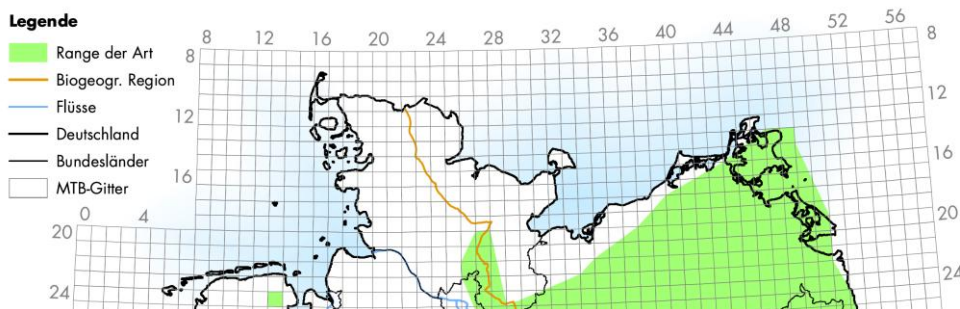 Legende
Range der Art
Biogeogr. Region
Flüsse
Deutschland
Bundesländer
MTB-Gitter
8 12 16 20 24 28 32 36 40 44 48 52 56
8
12
16
0 4
20
24
8
12
16
20
24